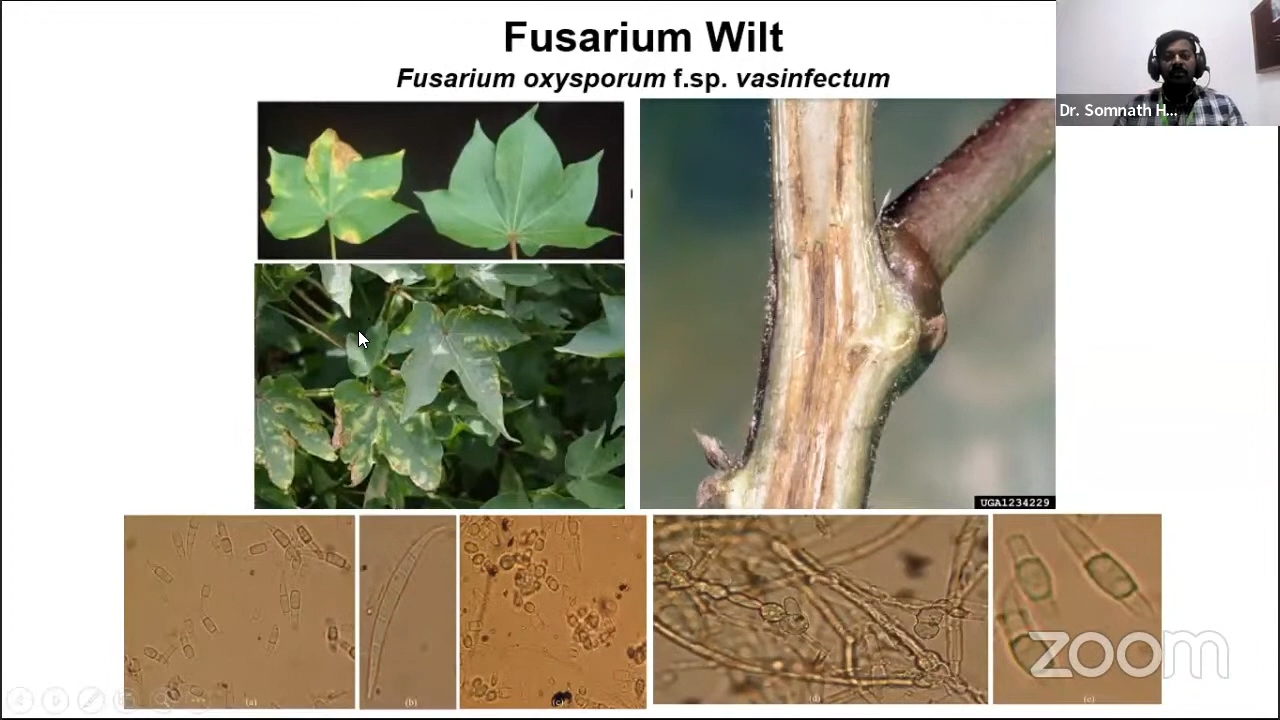 Fusarium Wilt
Fusarium oxysporum f.sp. vasinfectum
Dr. Somnath H...
UGA1234229
(a)
(b)
(c)
(d)
(e)
zoom